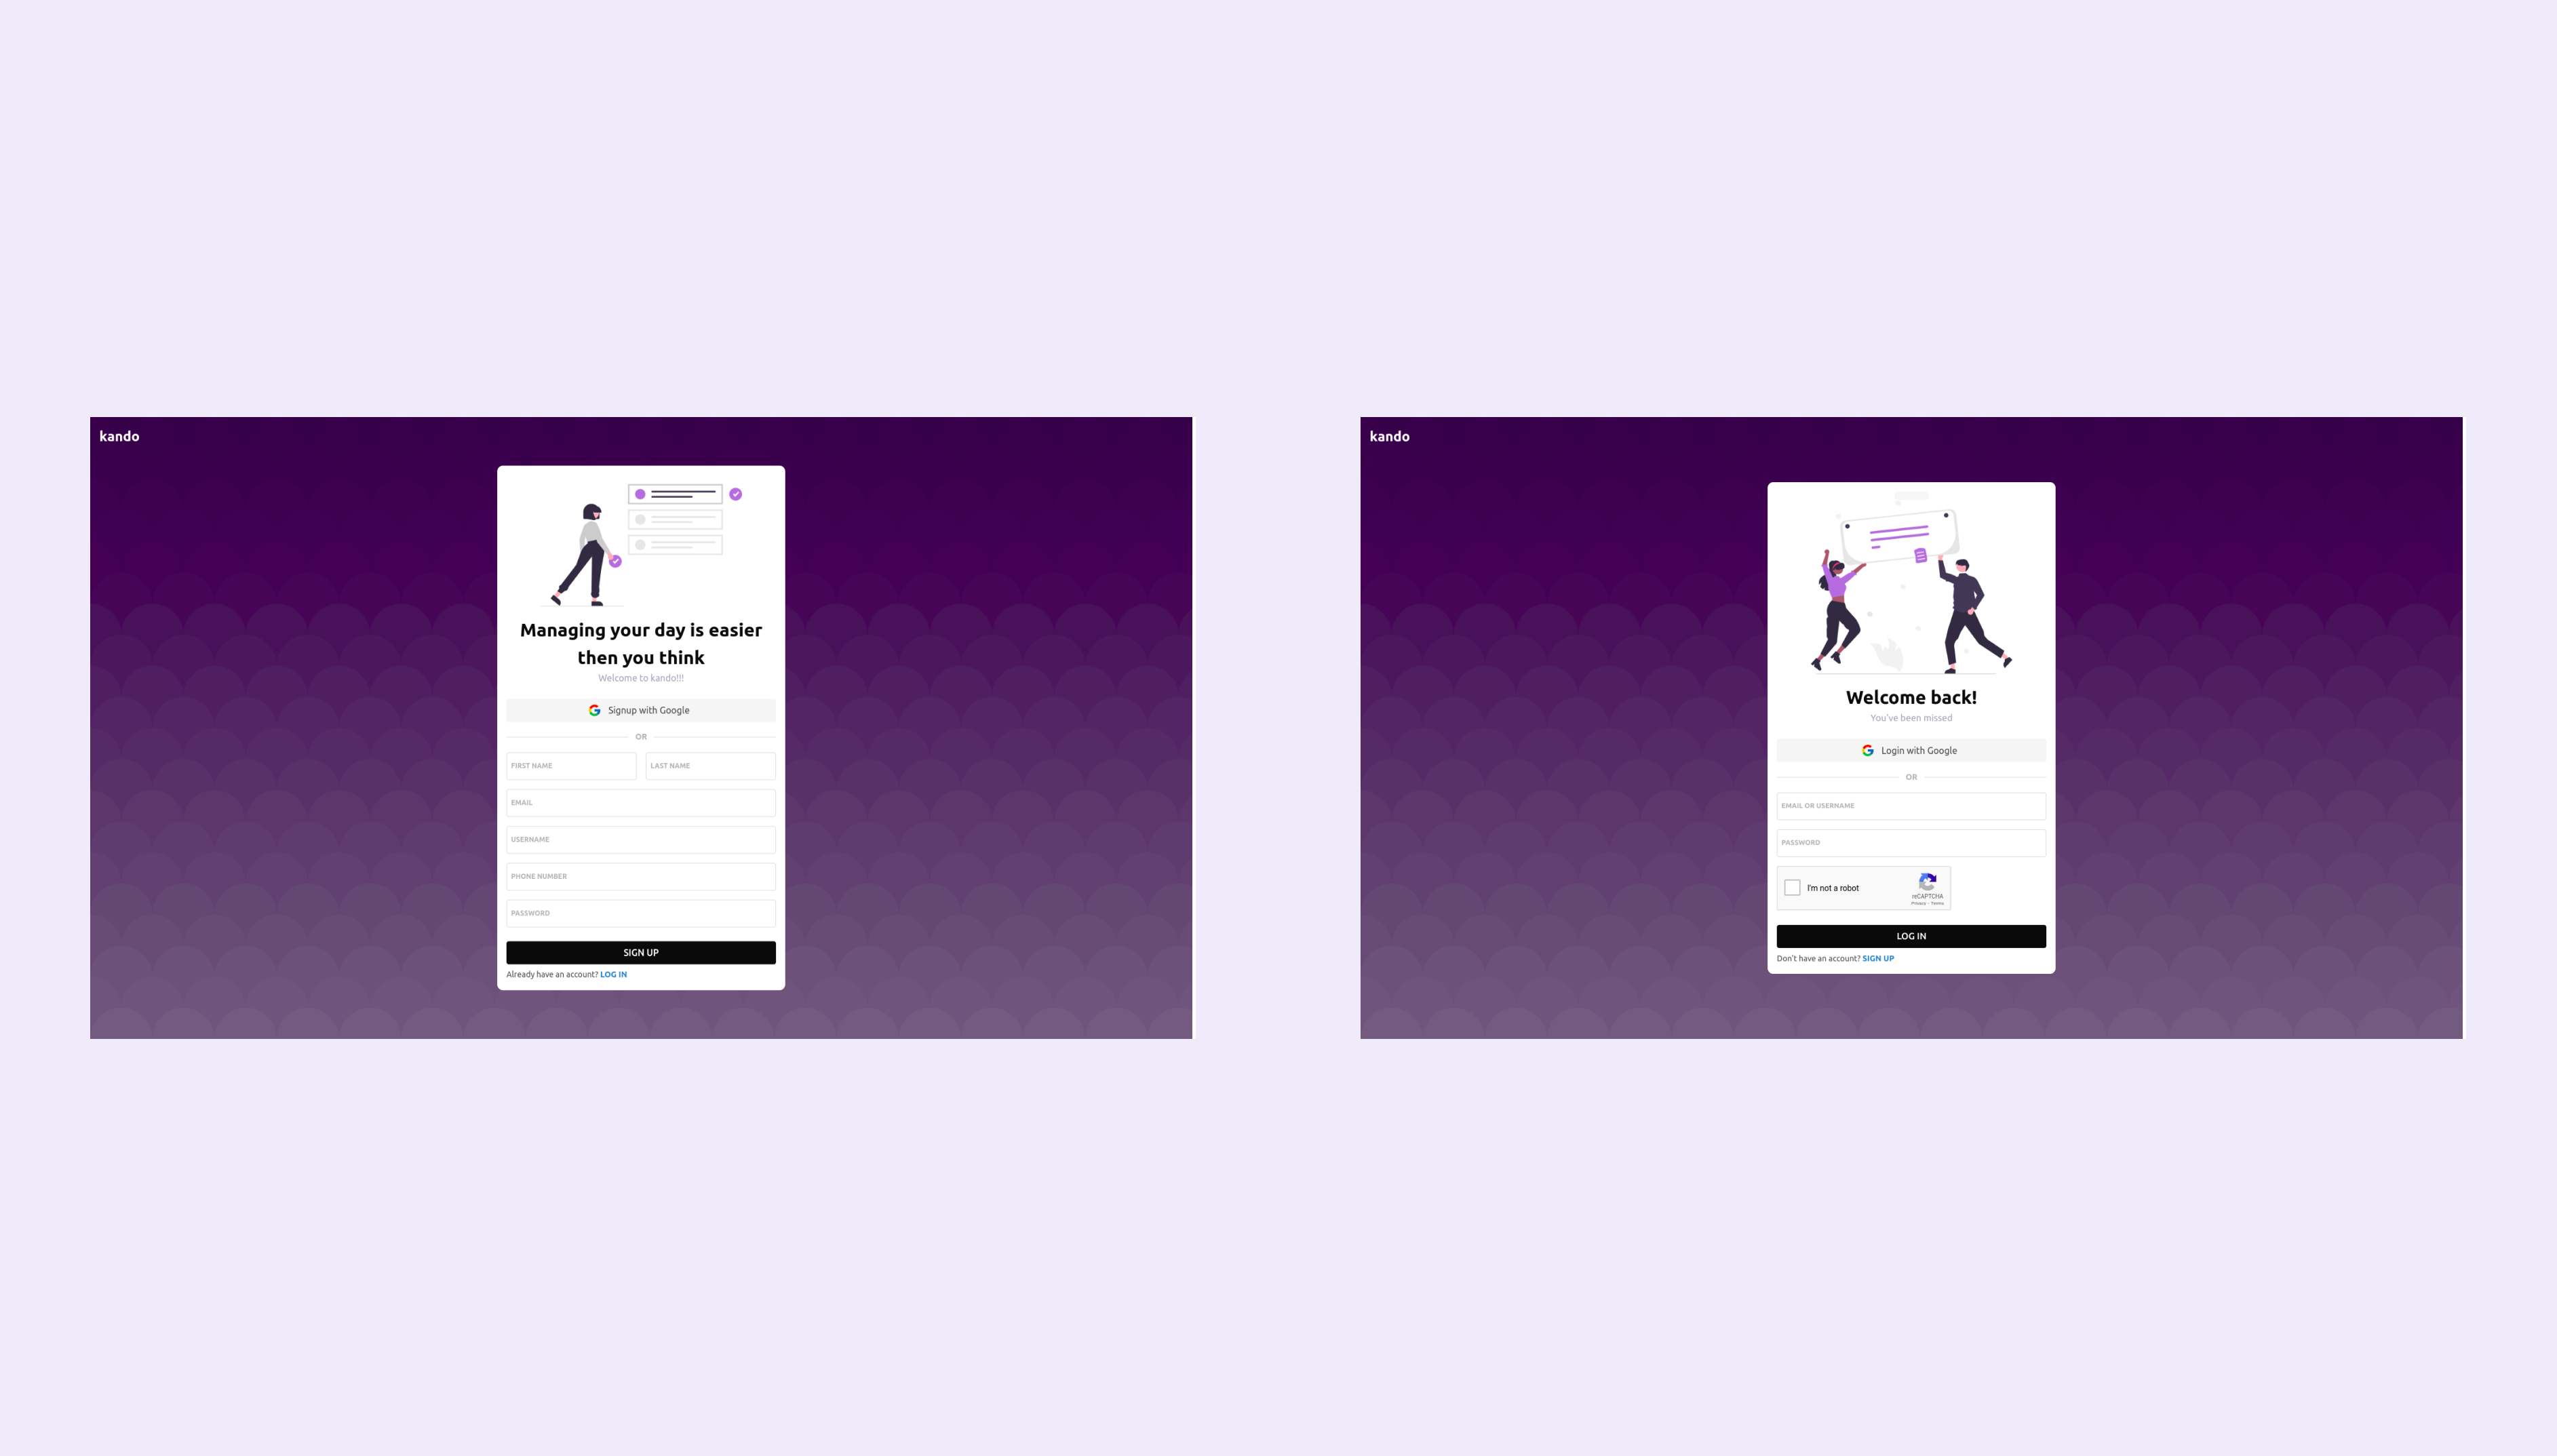 kando
Managing your day is easier
then you think
Welcome to kando!!!
Signup with Google
OR
FIRST NAME
LAST NAME
EMAIL
USERNAME
PHONE NUMBER
PASSWORD
SIGN UP
Already have an account? LOG IN
kando
Welcome back!
You've been missed
Login with Google
OR
EMAIL OR USERNAME
PASSWORD
I'm not a robot
reCAPTCHA
Privacy - Terms
LOG IN
Don't have an account? SIGN UP